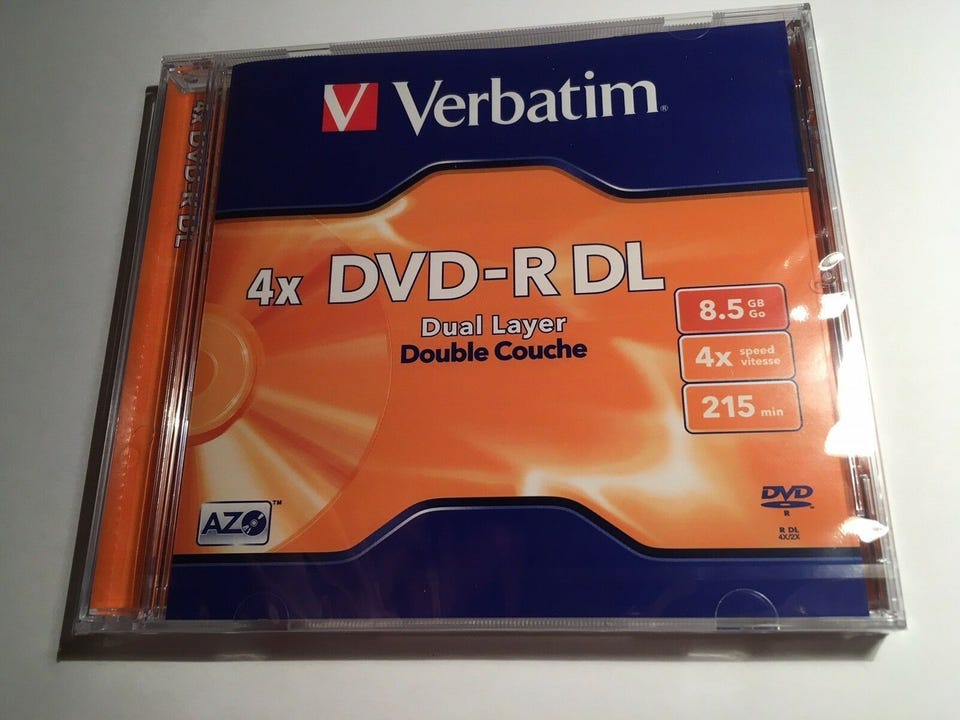 Verbatim®
4x DVD-R DL
4x DVD-R DL
Dual Layer
Double Couche
8.5 GB Go
4x speed vitesse
215 min
AZO™
DVD
R
R DL
4X/2X